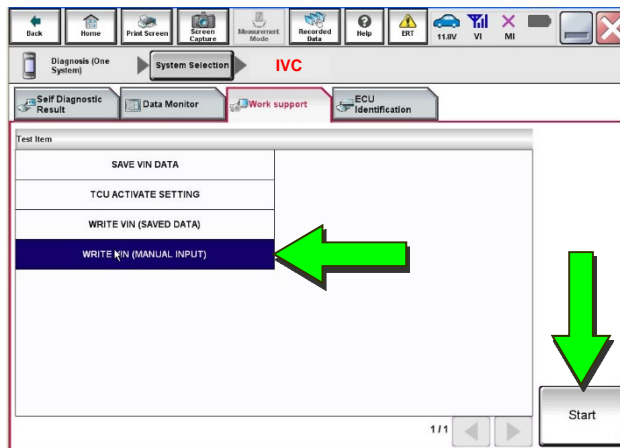 Back
Home
Print Screen
Screen
Capture
Measurement
Mode
Recorded
Data
Help
ERT
11.8V
VI
MI
Diagnosis (One
System)
System Selection
IVC
Self Diagnostic
Result
Data Monitor
Work support
ECU
Identification
Test Item
SAVE VIN DATA
TCU ACTIVATE SETTING
WRITE VIN (SAVED DATA)
WRITE VIN (MANUAL INPUT)
1/1
Start